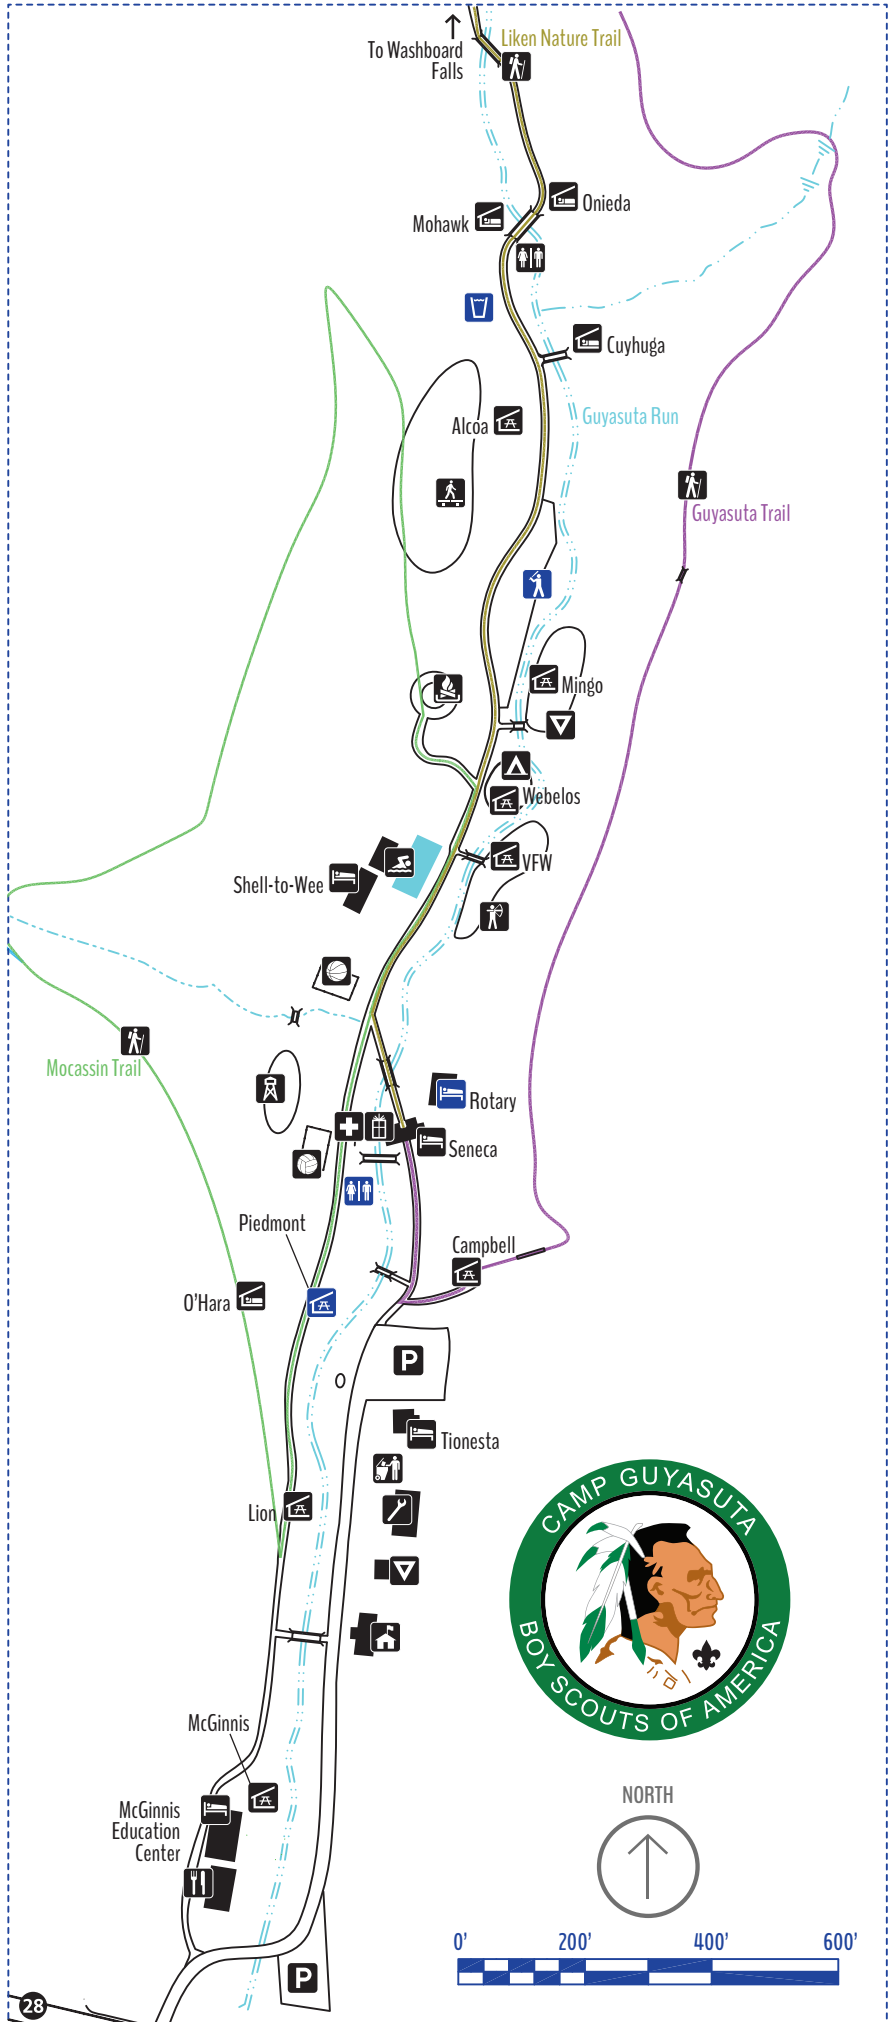 To Washboard
Falls
Liken Nature Trail
Onieda
Mohawk
Cuyhuga
Alcoa
Guyasuta Run
Guyasuta Trail
Mingo
Webelos
VFW
Shell-to-Wee
Mocassin Trail
Rotary
Seneca
Piedmont
Campbell
O'Hara
P
Tionesta
Lion
CAMP GUYASUTA
BOY SCOUTS OF AMERICA
McGinnis
McGinnis
Education
Center
NORTH
0' 200' 400' 600'
P
28